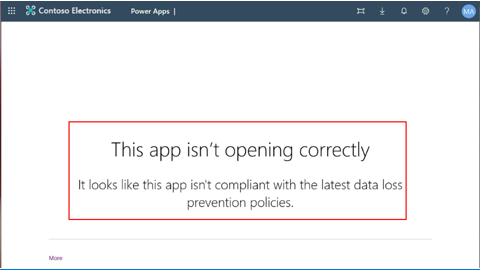 Contoso Electronics Power Apps |
? MA
This app isn't opening correctly
It looks like this app isn't compliant with the latest data loss
prevention policies.
More